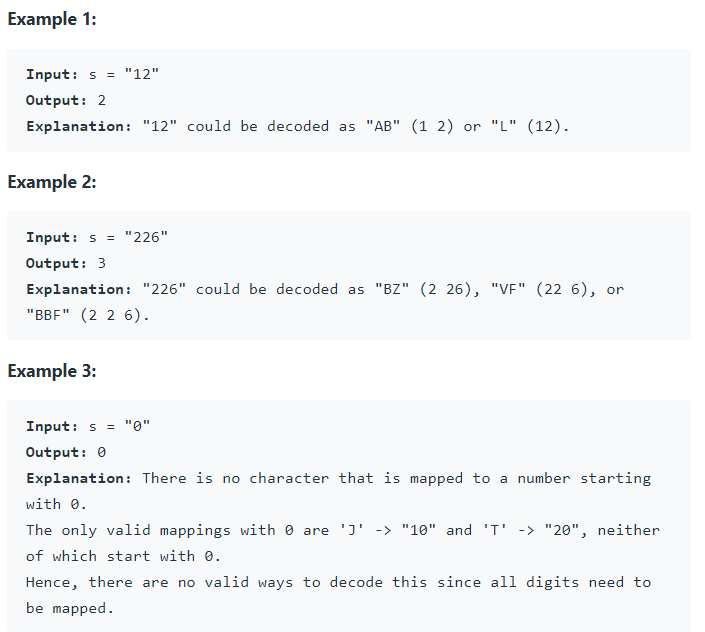 Example 1:
Input: s = "12"
Output: 2
Explanation: "12" could be decoded as "AB" (1 2) or "L" (12).
Example 2:
Input: s = "226"
Output: 3
Explanation: "226" could be decoded as "BZ" (2 26), "VF" (22 6), or
"BBF" (2 2 6).
Example 3:
Input: s = "0"
Output: 0
Explanation: There is no character that is mapped to a number starting
with 0.
The only valid mappings with 0 are 'J' -> "10" and 'T' -> "20", neither
of which start with 0.
Hence, there are no valid ways to decode this since all digits need to
be mapped.